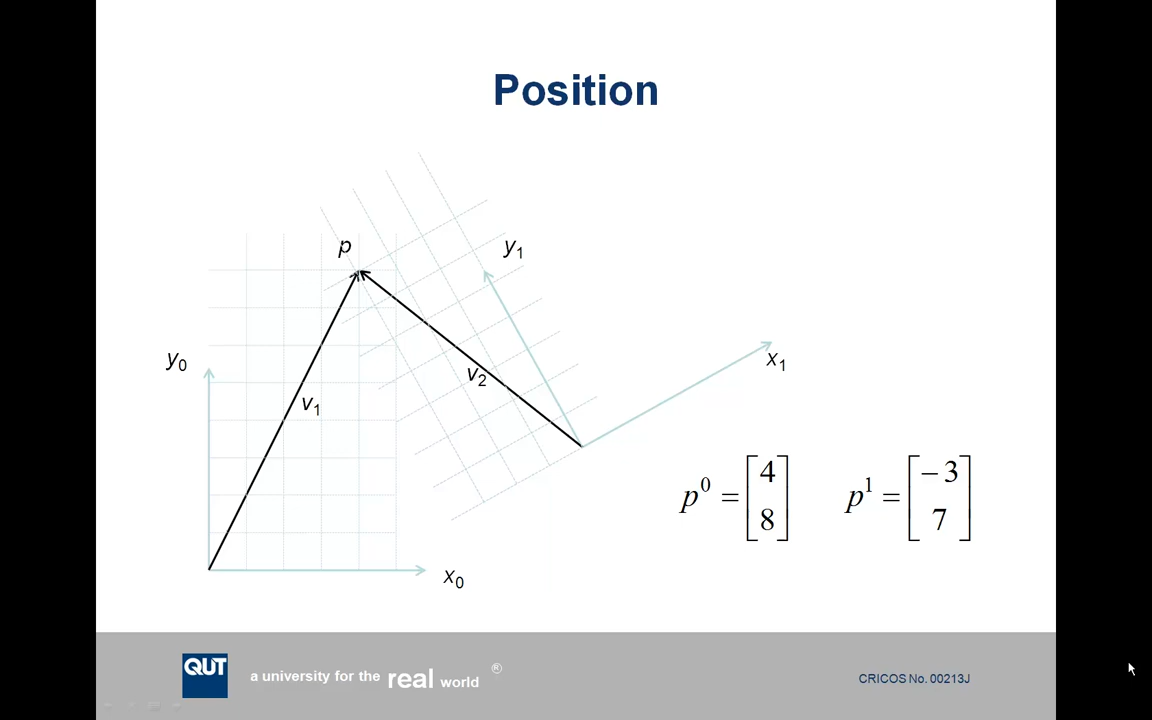 Position
p
y1
y0
x1
v2
v1
p0 = [4 8] p1 = [−3 7]
x0
QUT
a university for the real world ®
CRICOS No. 00213J